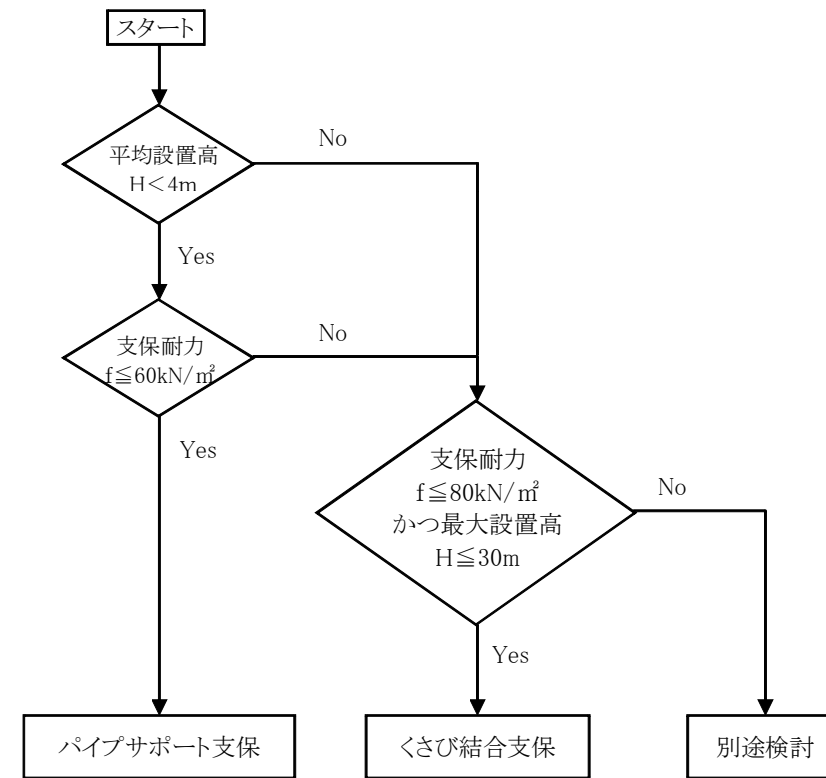 スタート
平均設置高
H＜4m
No
Yes
支保耐力
f≦60kN/㎡
No
Yes
支保耐力
f≦80kN/㎡
かつ最大設置高
H≦30m
No
Yes
パイプサポート支保
くさび結合支保
別途検討